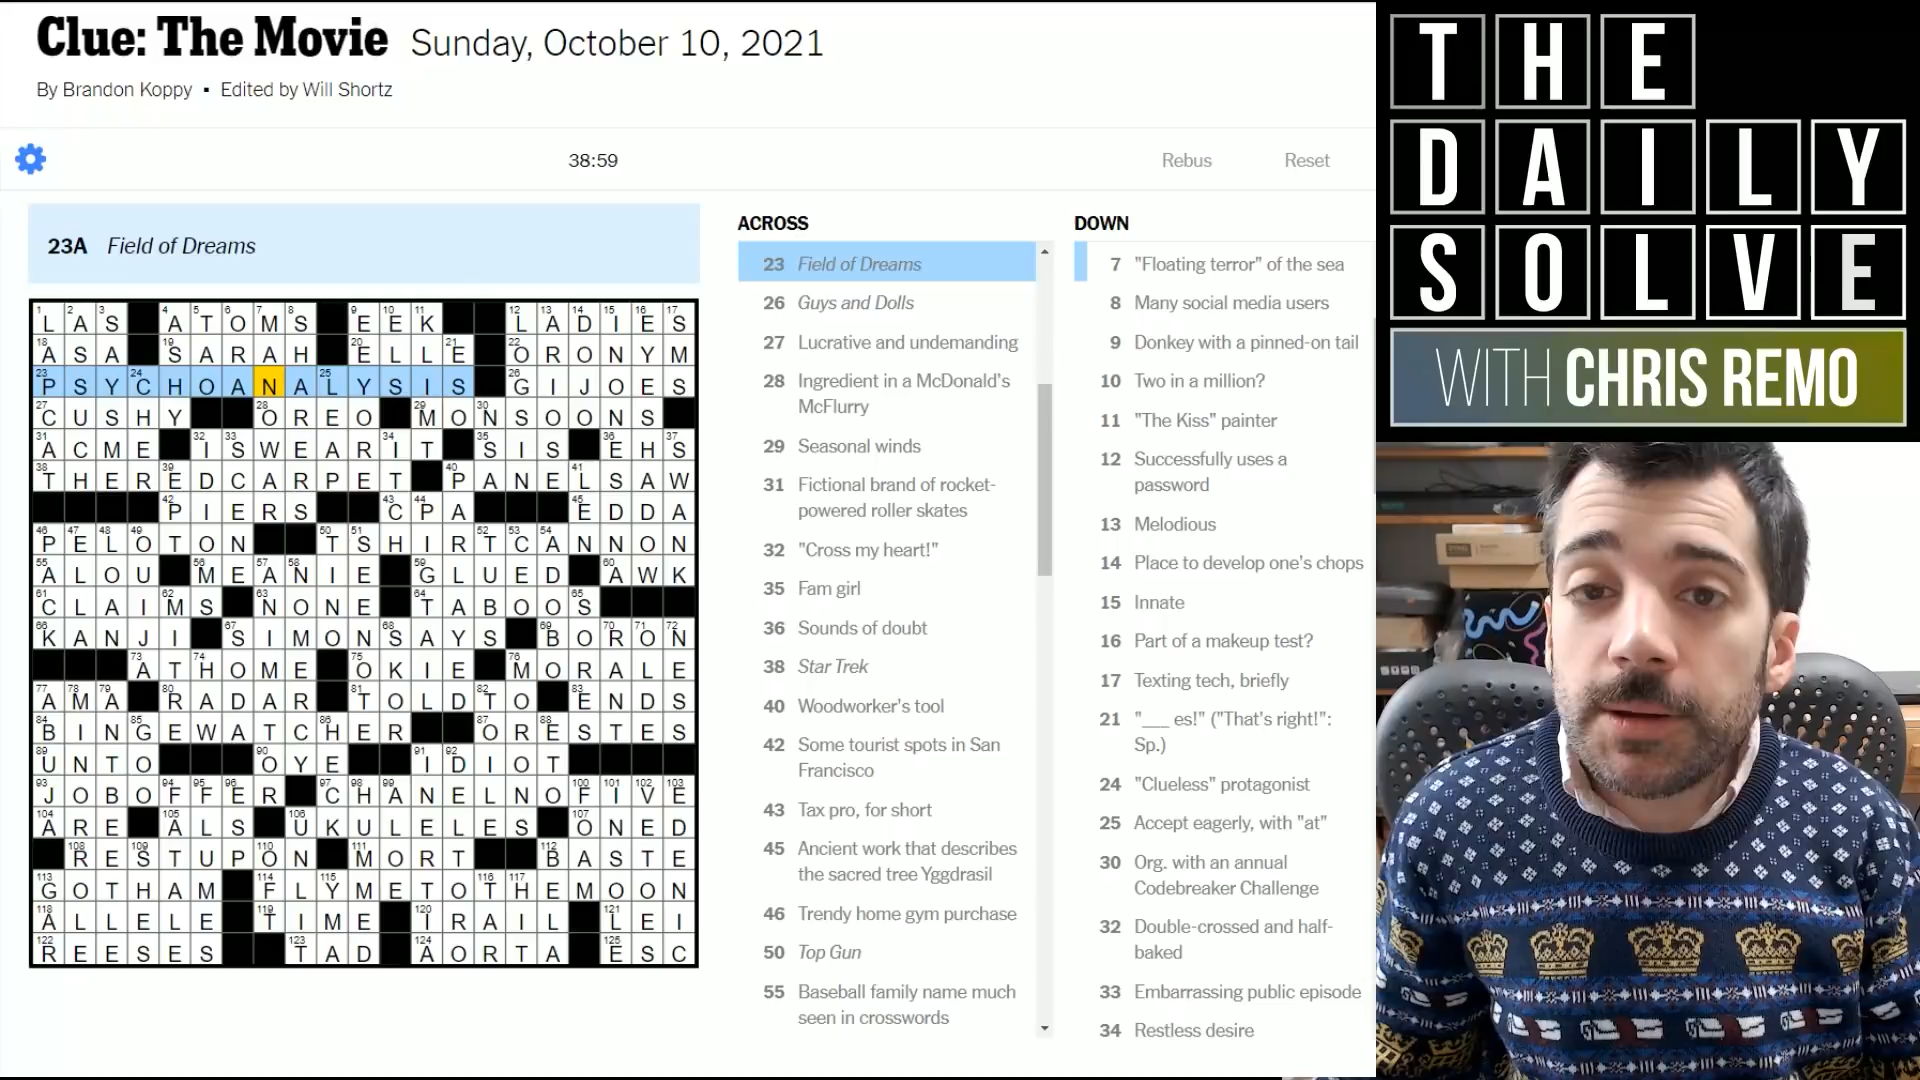 Clue: The Movie Sunday, October 10, 2021
By Brandon Koppy ▪ Edited by Will Shortz
38:59 Rebus Reset
23A Field of Dreams
LAS ATOMS EEK LADIES
ASA SARAH ELLE ORONYM
PSYCHOANALYSIS GIJOES
CUSHY OREO MONSOONS
ACME ISWEARIT SIS EHS
THEREDCARPET PANELSAW
PIERS CPA EDDA
PELOTON TSHIRTCANNON
ALOU MEANIE GLUED AWK
CLAIMS NONE TABOOS
KANJI SIMONSAYS BORON
ATHOME OKIE MORALE
AMA RADAR TOLDTO ENDS
BINGEWATCHER ORESTES
UNTO OYE IDIOT
JOBOFFER CHANELNOFIVE
ARE ALS UKULELES ONED
RESTUPON MORT BASTE
GOTHAM FLYMETOTHEMOON
ALLELE TIME TRAIL LEI
REESES TAD AORTA ESC
ACROSS
23 Field of Dreams
26 Guys and Dolls
27 Lucrative and undemanding
28 Ingredient in a McDonald's
McFlurry
29 Seasonal winds
31 Fictional brand of rocket-
powered roller skates
32 "Cross my heart!"
35 Fam girl
36 Sounds of doubt
38 Star Trek
40 Woodworker's tool
42 Some tourist spots in San
Francisco
43 Tax pro, for short
45 Ancient work that describes
the sacred tree Yggdrasil
46 Trendy home gym purchase
50 Top Gun
55 Baseball family name much
seen in crosswords
DOWN
7 "Floating terror" of the sea
8 Many social media users
9 Donkey with a pinned-on tail
10 Two in a million?
11 "The Kiss" painter
12 Successfully uses a
password
13 Melodious
14 Place to develop one's chops
15 Innate
16 Part of a makeup test?
17 Texting tech, briefly
21 "___ es!" ("That's right!":
Sp.)
24 "Clueless" protagonist
25 Accept eagerly, with "at"
30 Org. with an annual
Codebreaker Challenge
32 Double-crossed and half-
baked
33 Embarrassing public episode
34 Restless desire
THE
DAILY
SOLVE
WITH CHRIS REMO